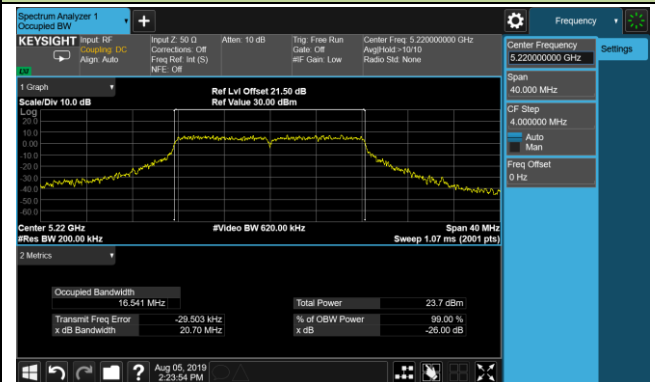 Spectrum Analyzer 1
Occupied BW
+
Frequency
KEYSIGHT
Input: RF
Coupling: DC
Align: Auto
Input Z: 50 Ω
Corrections: Off
Freq Ref: Int (S)
NFE: Off
Atten: 10 dB
Trig: Free Run
Gate: Off
#IF Gain: Low
Center Freq: 5.220000000 GHz
Avg|Hold:>10/10
Radio Std: None
Center Frequency
5.220000000 GHz
Settings
Span
40.000 MHz
CF Step
4.000000 MHz
Auto
Man
Freq Offset
0 Hz
1 Graph
Scale/Div 10.0 dB
Ref Lvl Offset 21.50 dB
Ref Value 30.00 dBm
Log
20.0
10.0
0.00
-10.0
-20.0
-30.0
-40.0
-50.0
-60.0
Center 5.22 GHz
#Res BW 200.00 kHz
#Video BW 620.00 kHz
Span 40 MHz
Sweep 1.07 ms (2001 pts)
2 Metrics
Occupied Bandwidth
16.541 MHz
Total Power 23.7 dBm
Transmit Freq Error -29.503 kHz
% of OBW Power 99.00 %
x dB Bandwidth 20.70 MHz
x dB -26.00 dB
?
Aug 05, 2019
2:23:54 PM